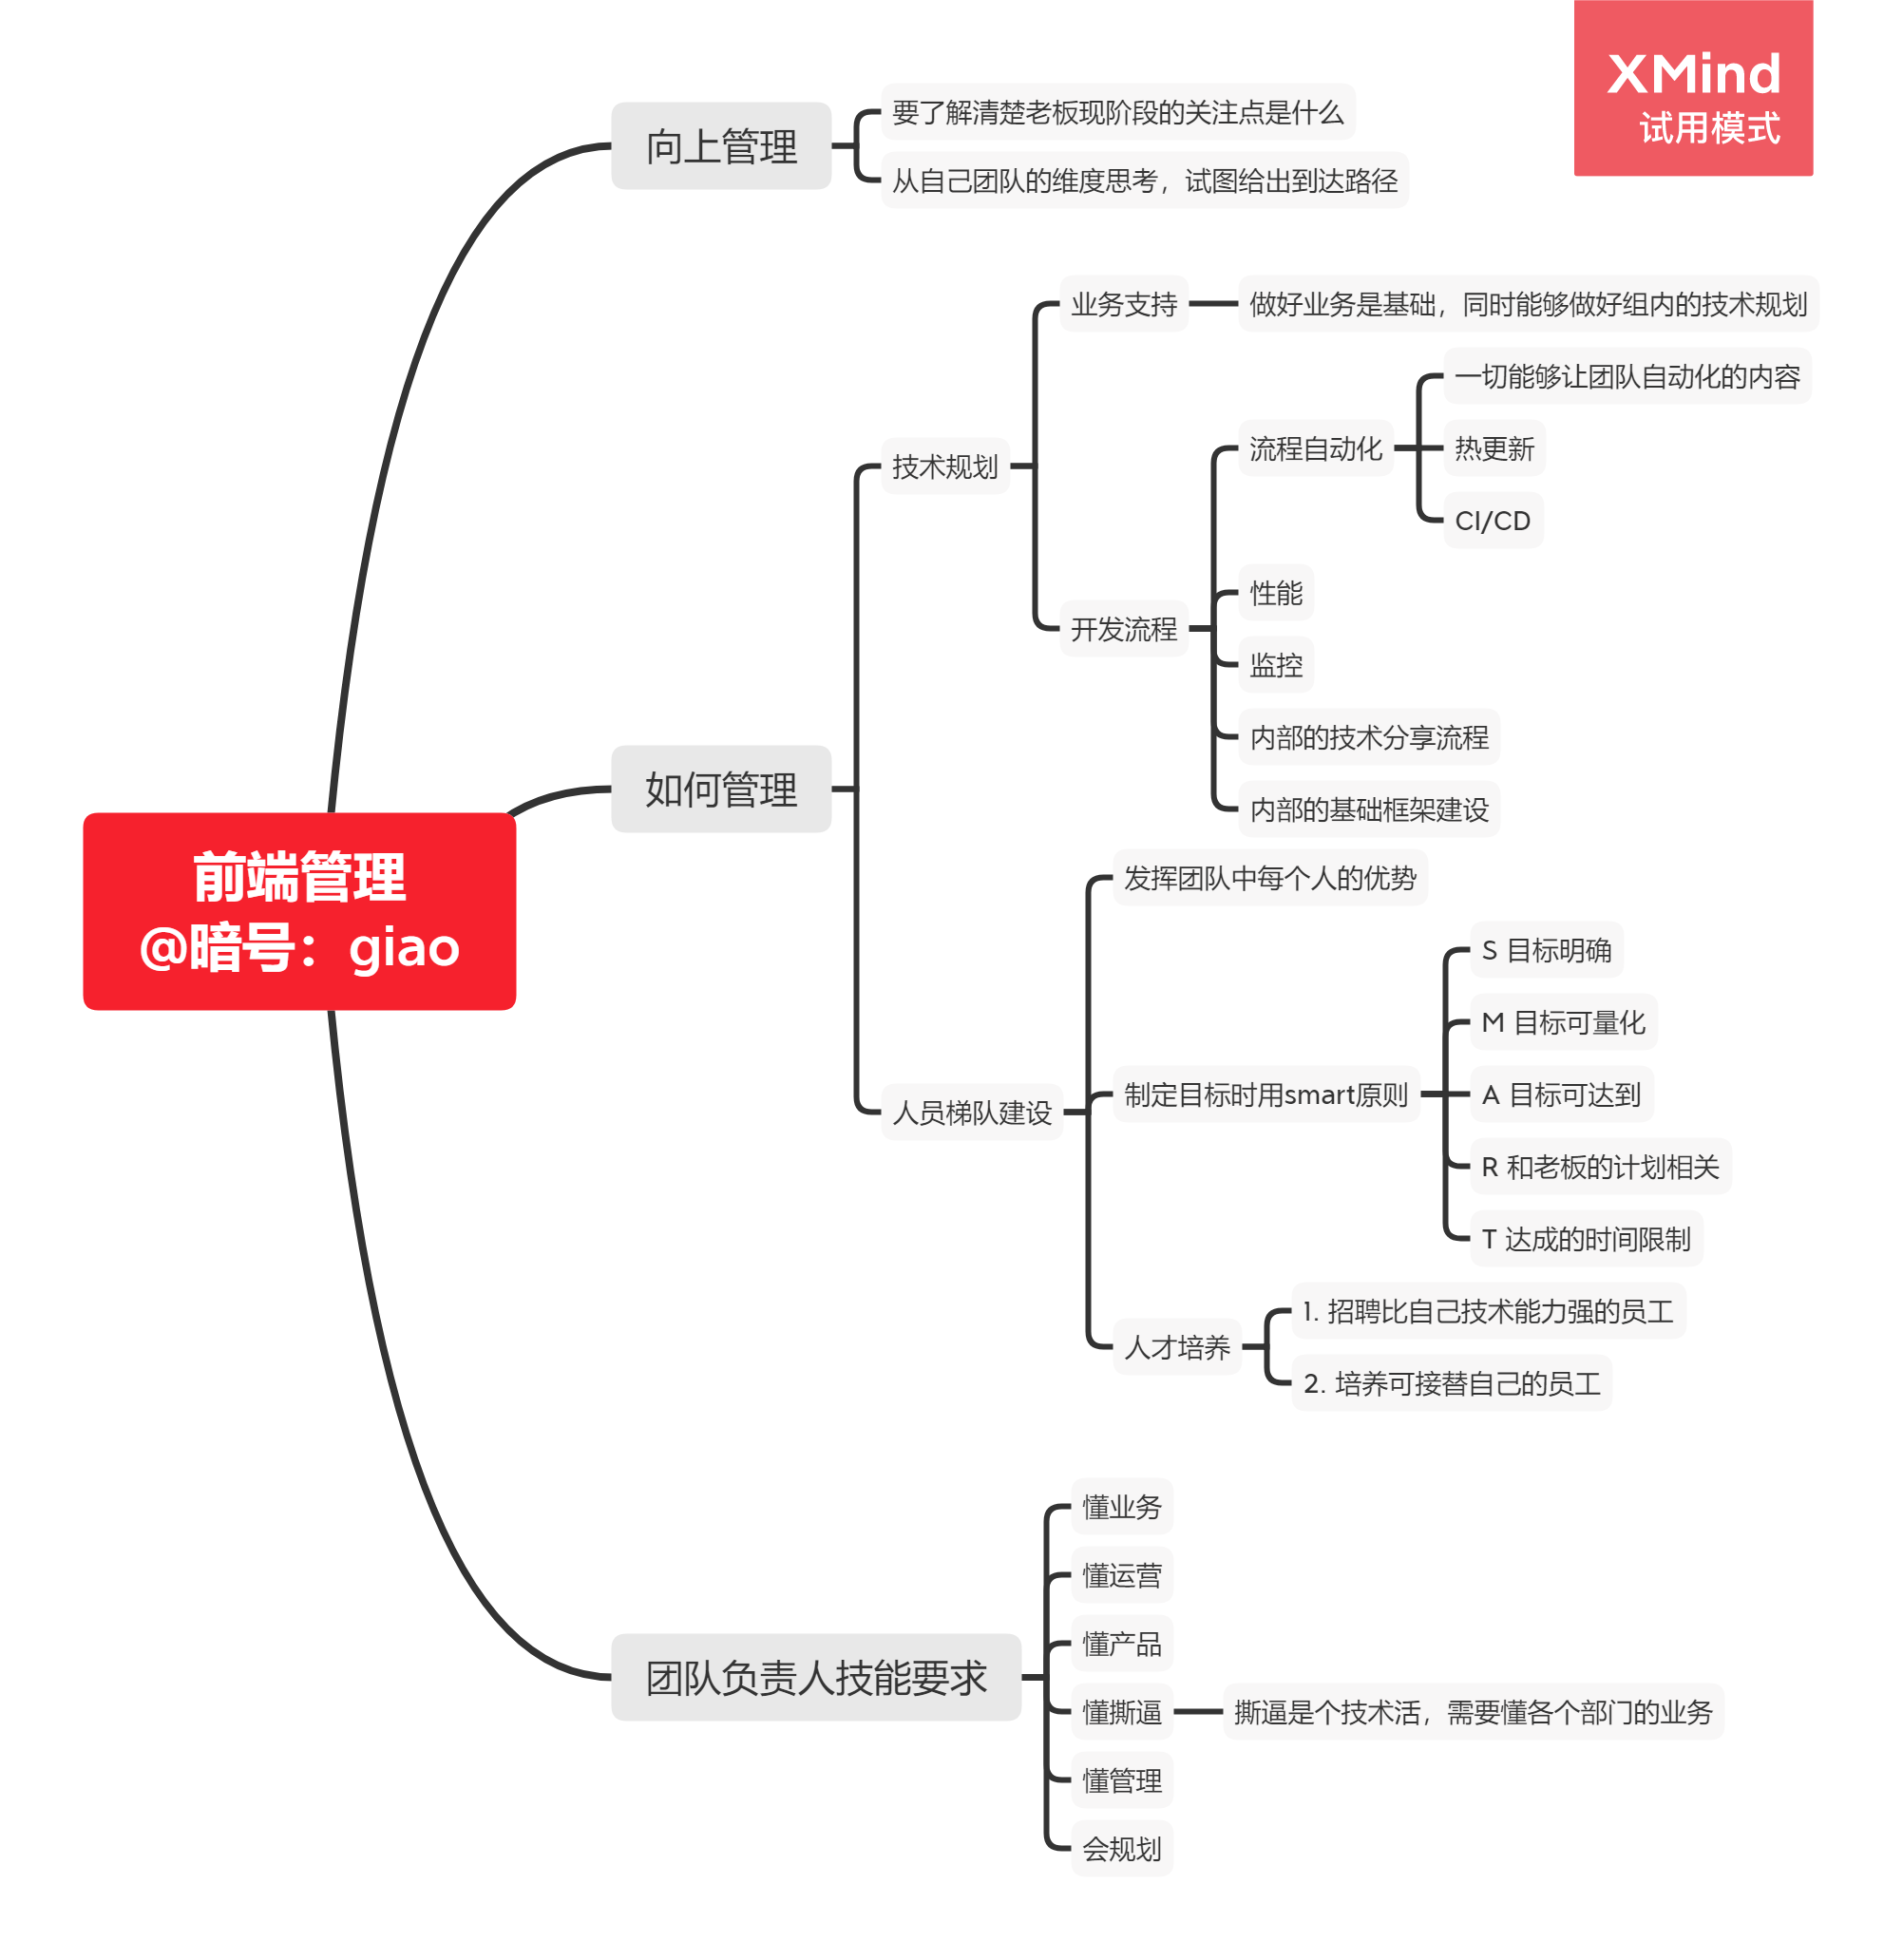 XMind
试用模式
向上管理
要了解清楚老板现阶段的关注点是什么
从自己团队的维度思考，试图给出到达路径
前端管理
@暗号：giao
如何管理
技术规划
业务支持
做好业务是基础，同时能够做好组内的技术规划
开发流程
流程自动化
一切能够让团队自动化的内容
热更新
CI/CD
性能
监控
内部的技术分享流程
内部的基础框架建设
人员梯队建设
发挥团队中每个人的优势
制定目标时用smart原则
S 目标明确
M 目标可量化
A 目标可达到
R 和老板的计划相关
T 达成的时间限制
人才培养
1. 招聘比自己技术能力强的员工
2. 培养可接替自己的员工
团队负责人技能要求
懂业务
懂运营
懂产品
懂撕逼
撕逼是个技术活，需要懂各个部门的业务
懂管理
会规划